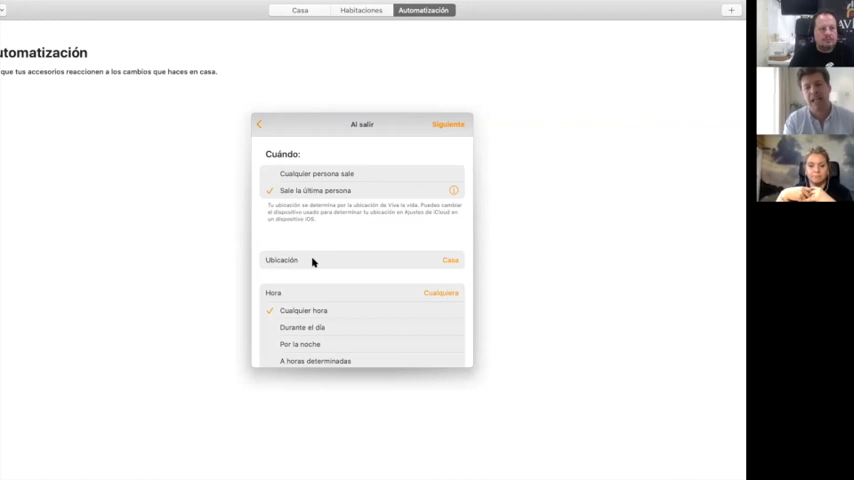 Casa
Habitaciones
Automatización
+
utomatización
que tus accesorios reaccionen a los cambios que haces en casa.
Al salir
Siguiente
Cuándo:
Cualquier persona sale
Sale la última persona
Tu ubicación se determina por la ubicación de Viva la vida. Puedes cambiar
el dispositivo usado para determinar tu ubicación en Ajustes de iCloud en
un dispositivo iOS.
Ubicación
Casa
Hora
Cualquiera
Cualquier hora
Durante el día
Por la noche
A horas determinadas